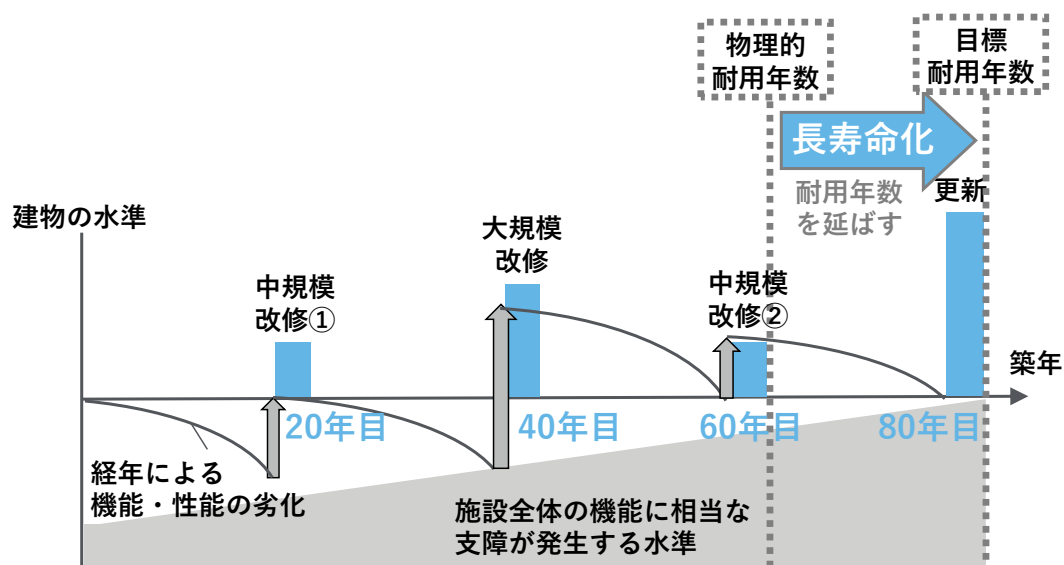 物理的
耐用年数
目標
耐用年数
長寿命化
耐用年数
を延ばす
更新
建物の水準
大規模
改修
中規模
改修①
中規模
改修②
築年
20年目
40年目
60年目
80年目
経年による
機能・性能の劣化
施設全体の機能に相当な
支障が発生する水準